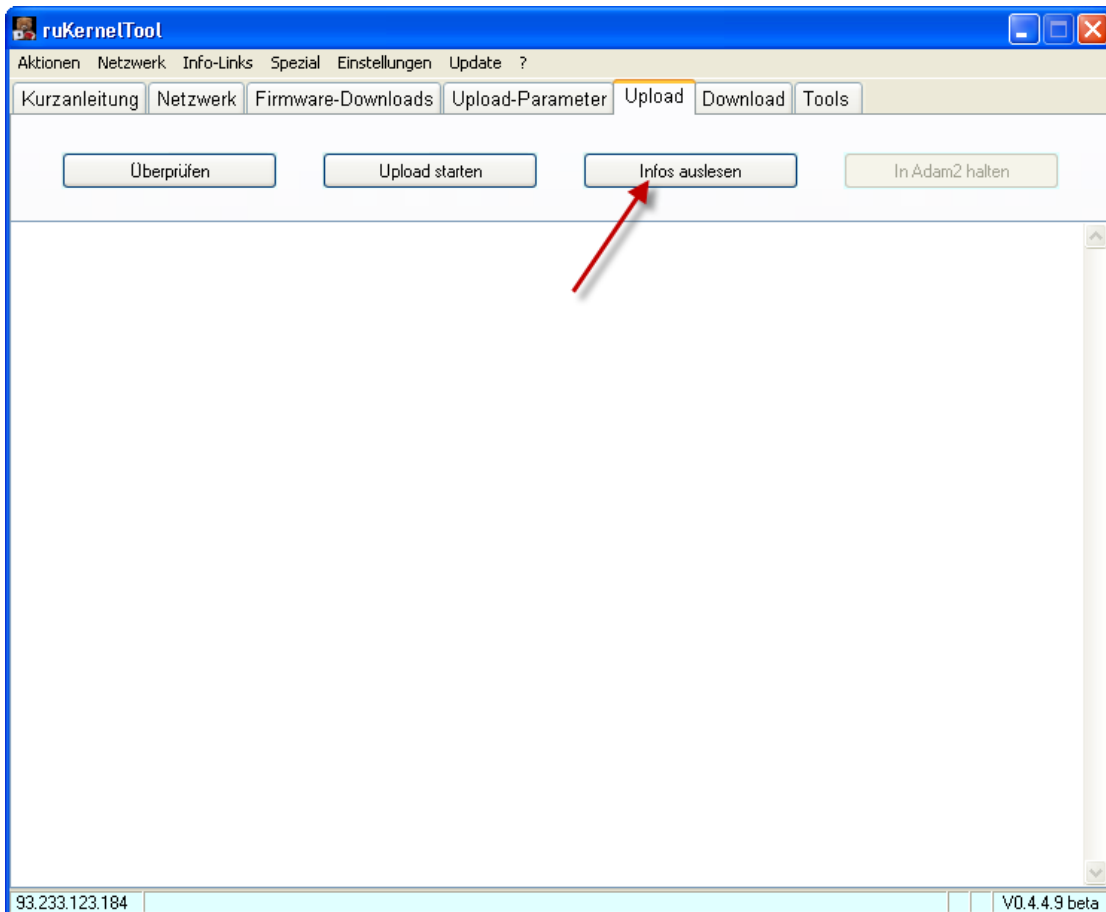 ruKernelTool
Aktionen Netzwerk Info-Links Spezial Einstellungen Update ?
Kurzanleitung Netzwerk Firmware-Downloads Upload-Parameter Upload Download Tools
Überprüfen Upload starten Infos auslesen In Adam2 halten
93.233.123.184 V0.4.4.9 beta